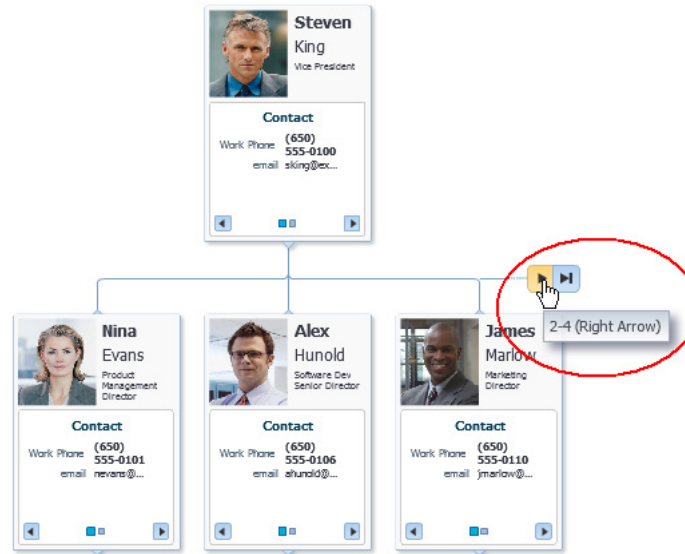 Steven
King
Vice President
Contact
Work Phone (650) 555-0100
email sking@ex...
2-4 (Right Arrow)
Nina
Evans
Product
Management
Director
Contact
Work Phone (650) 555-0101
email nevans@...
Alex
Hunold
Software Dev
Senior Director
Contact
Work Phone (650) 555-0106
email ahunold@...
James
Marlow
Marketing
Director
Contact
Work Phone (650) 555-0110
email jmarlow@...